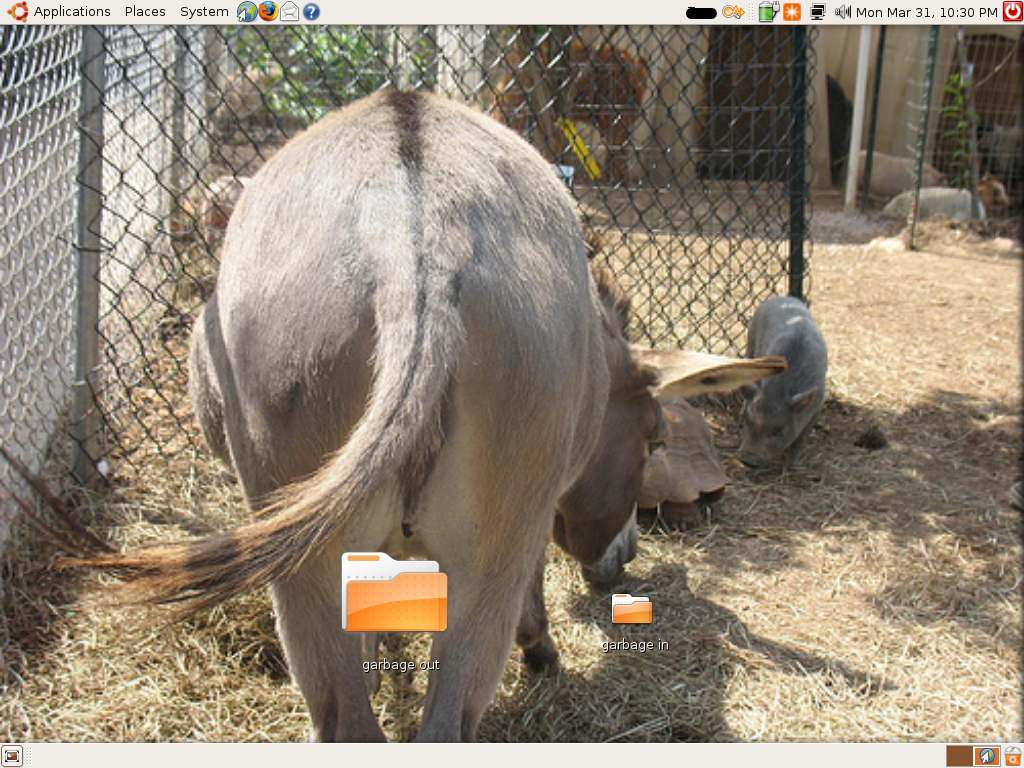 Applications Places System Mon Mar 31, 10:30 PM
garbage in
garbage out